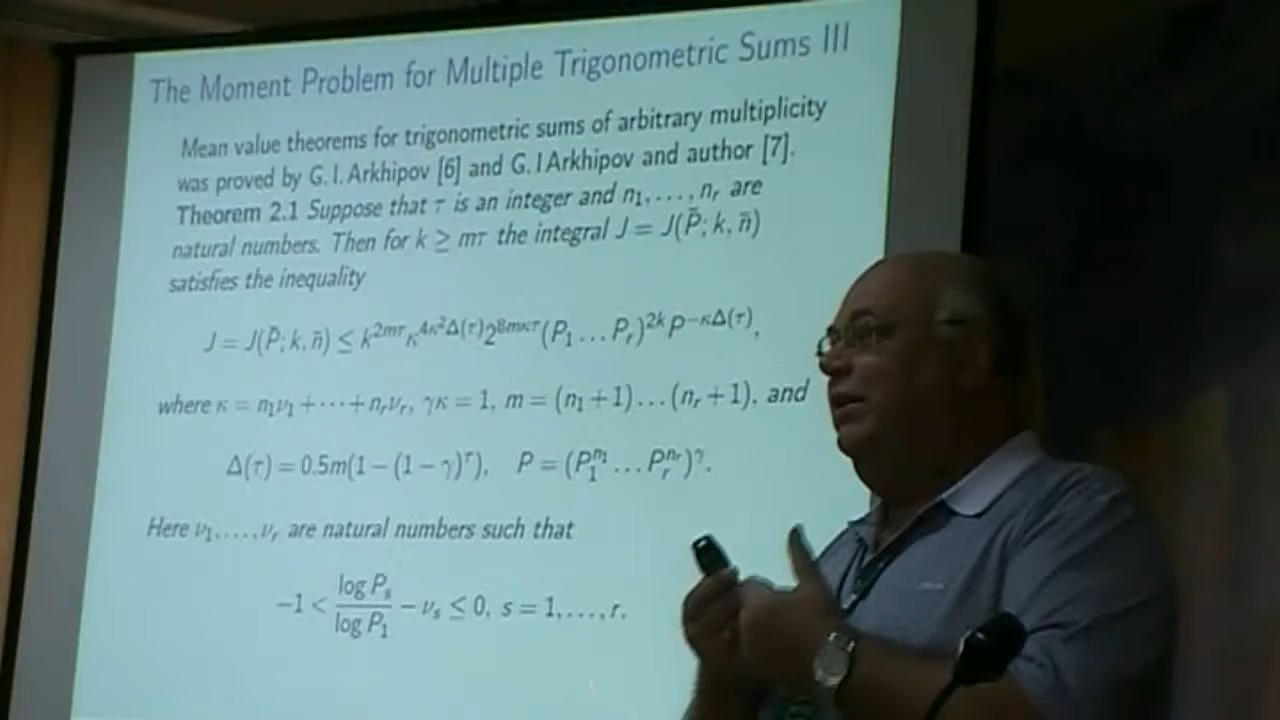 The Moment Problem for Multiple Trigonometric Sums III
Mean value theorems for trigonometric sums of arbitrary multiplicity
was proved by G. I. Arkhipov [6] and G. I Arkhipov and author [7].
Theorem 2.1 Suppose that τ is an integer and n₁, . . . , nᵣ are
natural numbers. Then for k ≥ mτ the integral J = J(P̄; k, n̄)
satisfies the inequality
J = J(P̄; k, n̄) ≤ k^{2mτ} κ^{4κ²Δ(τ)} 2^{8mκτ} (P₁ . . . Pᵣ)^{2k} P^{−κΔ(τ)},
where κ = n₁ν₁ + · · · + nᵣνᵣ, γκ = 1, m = (n₁ + 1) . . . (nᵣ + 1), and
Δ(τ) = 0.5m(1 − (1 − γ)^τ), P = (P₁^{n₁} . . . Pᵣ^{nᵣ})^γ.
Here ν₁, . . . , νᵣ are natural numbers such that
−1 < log Pₛ / log P₁ − νₛ ≤ 0, s = 1, . . . , r.